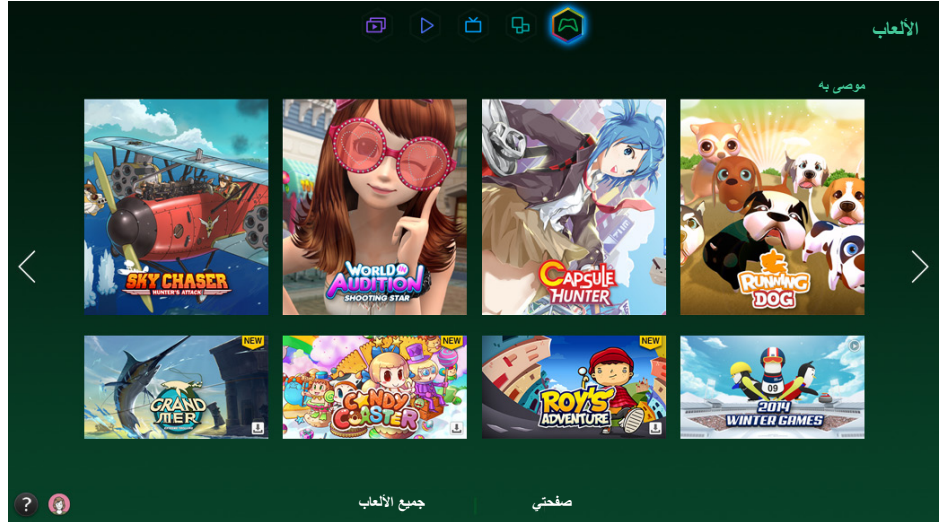 الألعاب
موصى به
SKY CHASER
HUNTER'S ATTACK
WORLD IN
AUDITION
SHOOTING STAR
CAPSULE
HUNTER
RUNNING
DOG
NEW
GRAND
MER
NEW
CANDY
COASTER
NEW
ROY'S
ADVENTURE
09
2014
WINTER GAMES
صفحتي
جميع الألعاب
?